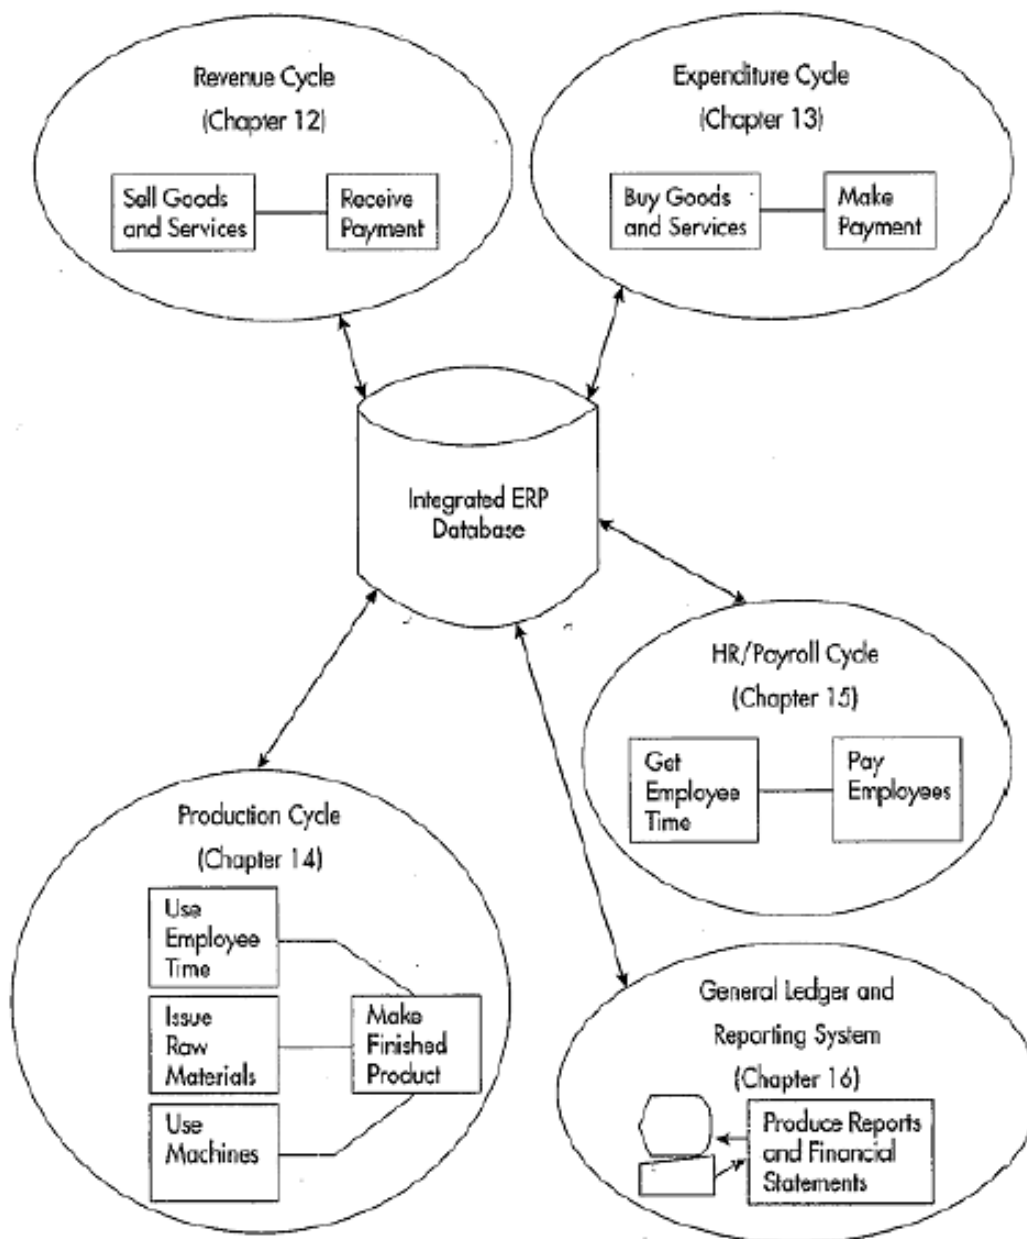 Revenue Cycle
(Chapter 12)
Sell Goods
and Services
Receive
Payment
Expenditure Cycle
(Chapter 13)
Buy Goods
and Services
Make
Payment
Integrated ERP
Database
HR/Payroll Cycle
(Chapter 15)
Get
Employee
Time
Pay
Employees
Production Cycle
(Chapter 14)
Use
Employee
Time
Issue
Raw
Materials
Use
Machines
Make
Finished
Product
General Ledger and
Reporting System
(Chapter 16)
Produce Reports
and Financial
Statements